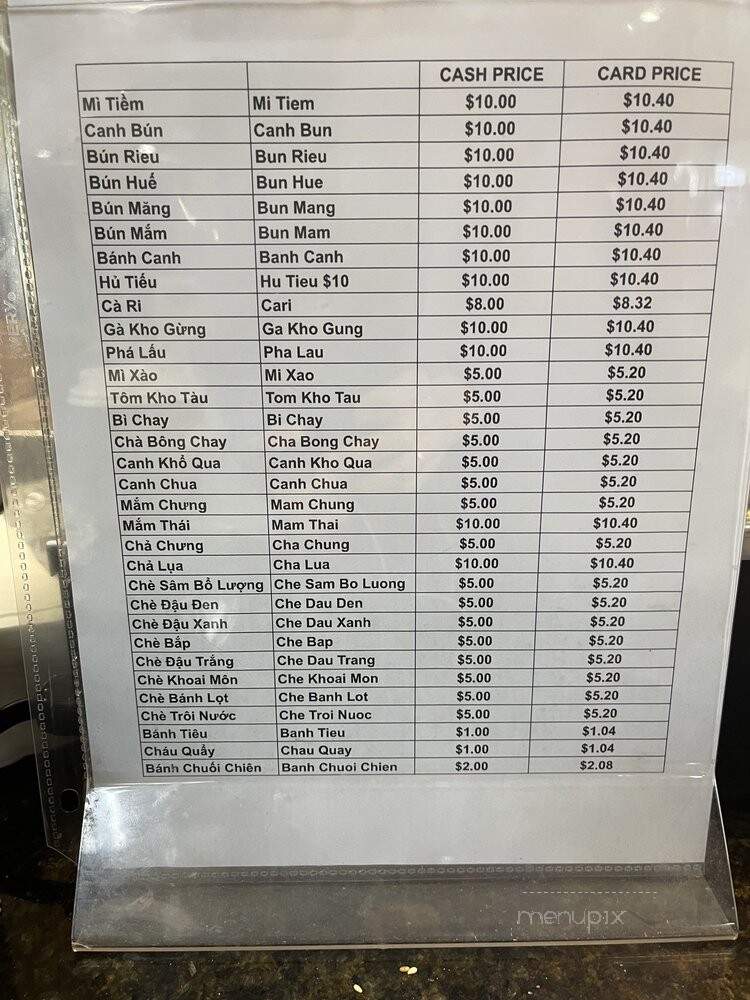 CASH PRICE CARD PRICE
Mì Tiềm Mi Tiem $10.00 $10.40
Canh Bún Canh Bun $10.00 $10.40
Bún Rieu Bun Rieu $10.00 $10.40
Bún Huế Bun Hue $10.00 $10.40
Bún Măng Bun Mang $10.00 $10.40
Bún Mắm Bun Mam $10.00 $10.40
Bánh Canh Banh Canh $10.00 $10.40
Hủ Tiếu Hu Tieu $10 $10.00 $10.40
Cà Ri Cari $8.00 $8.32
Gà Kho Gừng Ga Kho Gung $10.00 $10.40
Phá Lấu Pha Lau $10.00 $10.40
Mì Xào Mi Xao $5.00 $5.20
Tôm Kho Tàu Tom Kho Tau $5.00 $5.20
Bì Chay Bi Chay $5.00 $5.20
Chà Bông Chay Cha Bong Chay $5.00 $5.20
Canh Khổ Qua Canh Kho Qua $5.00 $5.20
Canh Chua Canh Chua $5.00 $5.20
Mắm Chưng Mam Chung $5.00 $5.20
Mắm Thái Mam Thai $10.00 $10.40
Chả Chưng Cha Chung $5.00 $5.20
Chả Lụa Cha Lua $10.00 $10.40
Chè Sâm Bổ Lượng Che Sam Bo Luong $5.00 $5.20
Chè Đậu Đen Che Dau Den $5.00 $5.20
Chè Đậu Xanh Che Dau Xanh $5.00 $5.20
Chè Bắp Che Bap $5.00 $5.20
Chè Đậu Trắng Che Dau Trang $5.00 $5.20
Chè Khoai Môn Che Khoai Mon $5.00 $5.20
Chè Bánh Lọt Che Banh Lot $5.00 $5.20
Chè Trôi Nước Che Troi Nuoc $5.00 $5.20
Bánh Tiêu Banh Tieu $1.00 $1.04
Cháu Quẩy Chau Quay $1.00 $1.04
Bánh Chuối Chiên Banh Chuoi Chien $2.00 $2.08
menupix